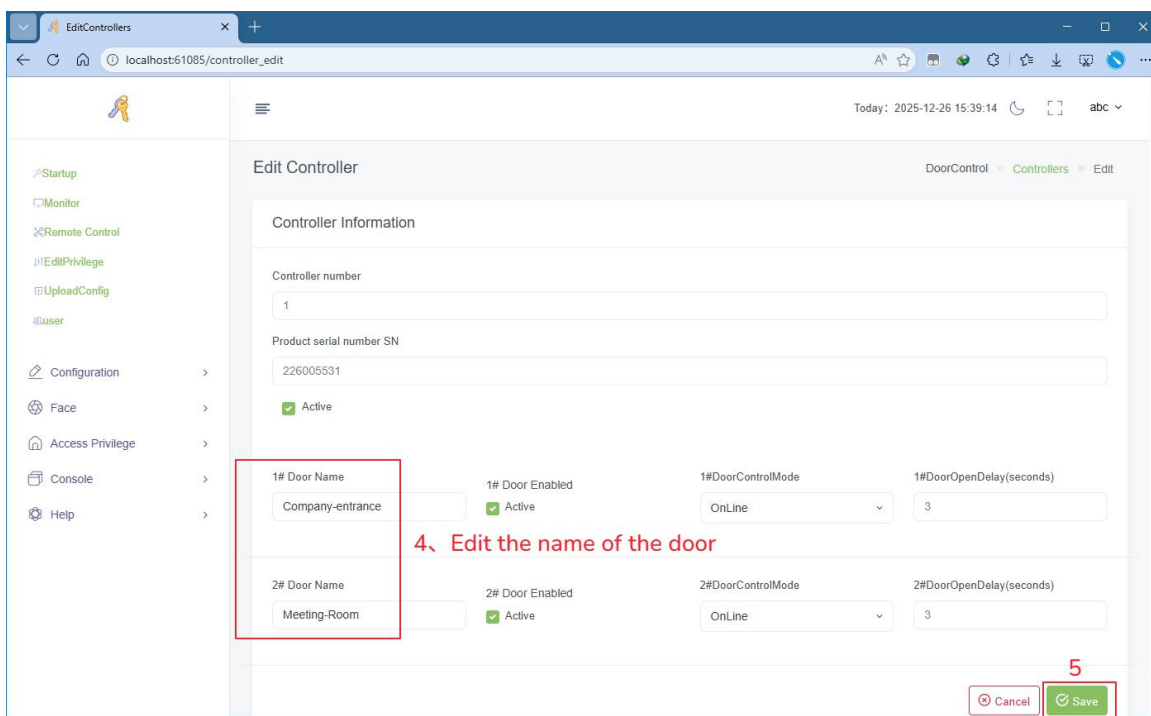 EditControllers
localhost:61085/controller_edit
Today: 2025-12-26 15:39:14 abc
Startup
Monitor
Remote Control
EditPrivilege
UploadConfig
user
Configuration
Face
Access Privilege
Console
Help
Edit Controller
DoorControl » Controllers » Edit
Controller Information
Controller number
1
Product serial number SN
226005531
Active
1# Door Name
1# Door Enabled
1#DoorControlMode
1#DoorOpenDelay(seconds)
Company-entrance
Active
OnLine
3
4、Edit the name of the door
2# Door Name
2# Door Enabled
2#DoorControlMode
2#DoorOpenDelay(seconds)
Meeting-Room
Active
OnLine
3
5
Cancel
Save